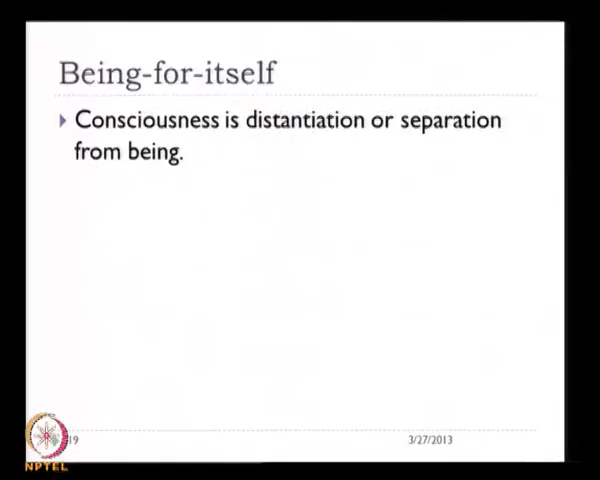 Being-for-itself
Consciousness is distantiation or separation
from being.
19
3/27/2013
NPTEL